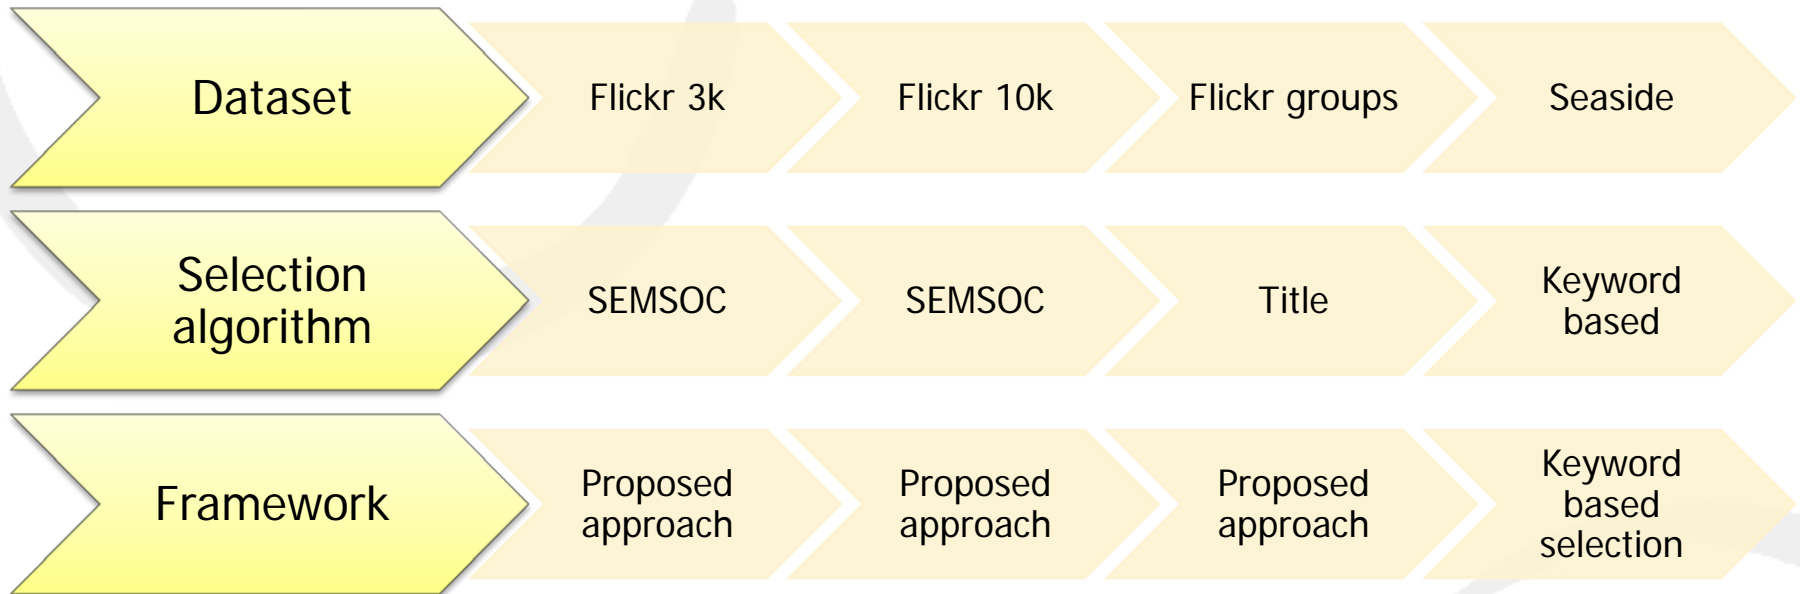 Dataset
Flickr 3k
Flickr 10k
Flickr groups
Seaside
Selection
algorithm
SEMSOC
SEMSOC
Title
Keyword
based
Framework
Proposed
approach
Proposed
approach
Proposed
approach
Keyword
based
selection